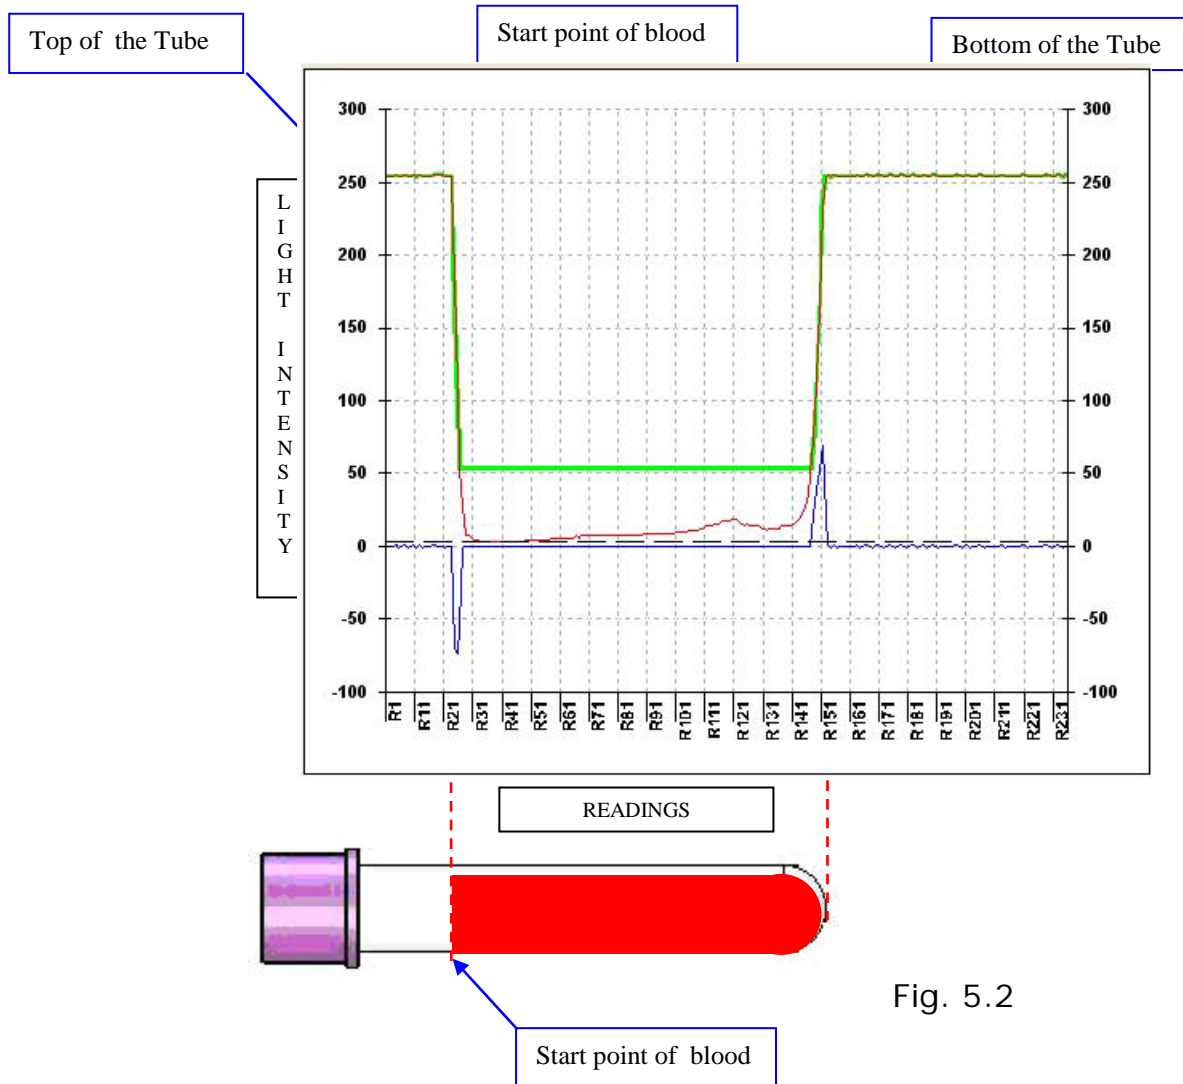 Top of the Tube
Start point of blood
Bottom of the Tube
300
250
200
150
100
50
0
-50
-100
300
250
200
150
100
50
0
-50
-100
LIGHT INTENSITY
R1 R11 R21 R31 R41 R51 R61 R71 R81 R91 R101 R111 R121 R131 R141 R151 R161 R171 R181 R191 R201 R211 R221 R231
READINGS
Fig. 5.2
Start point of blood